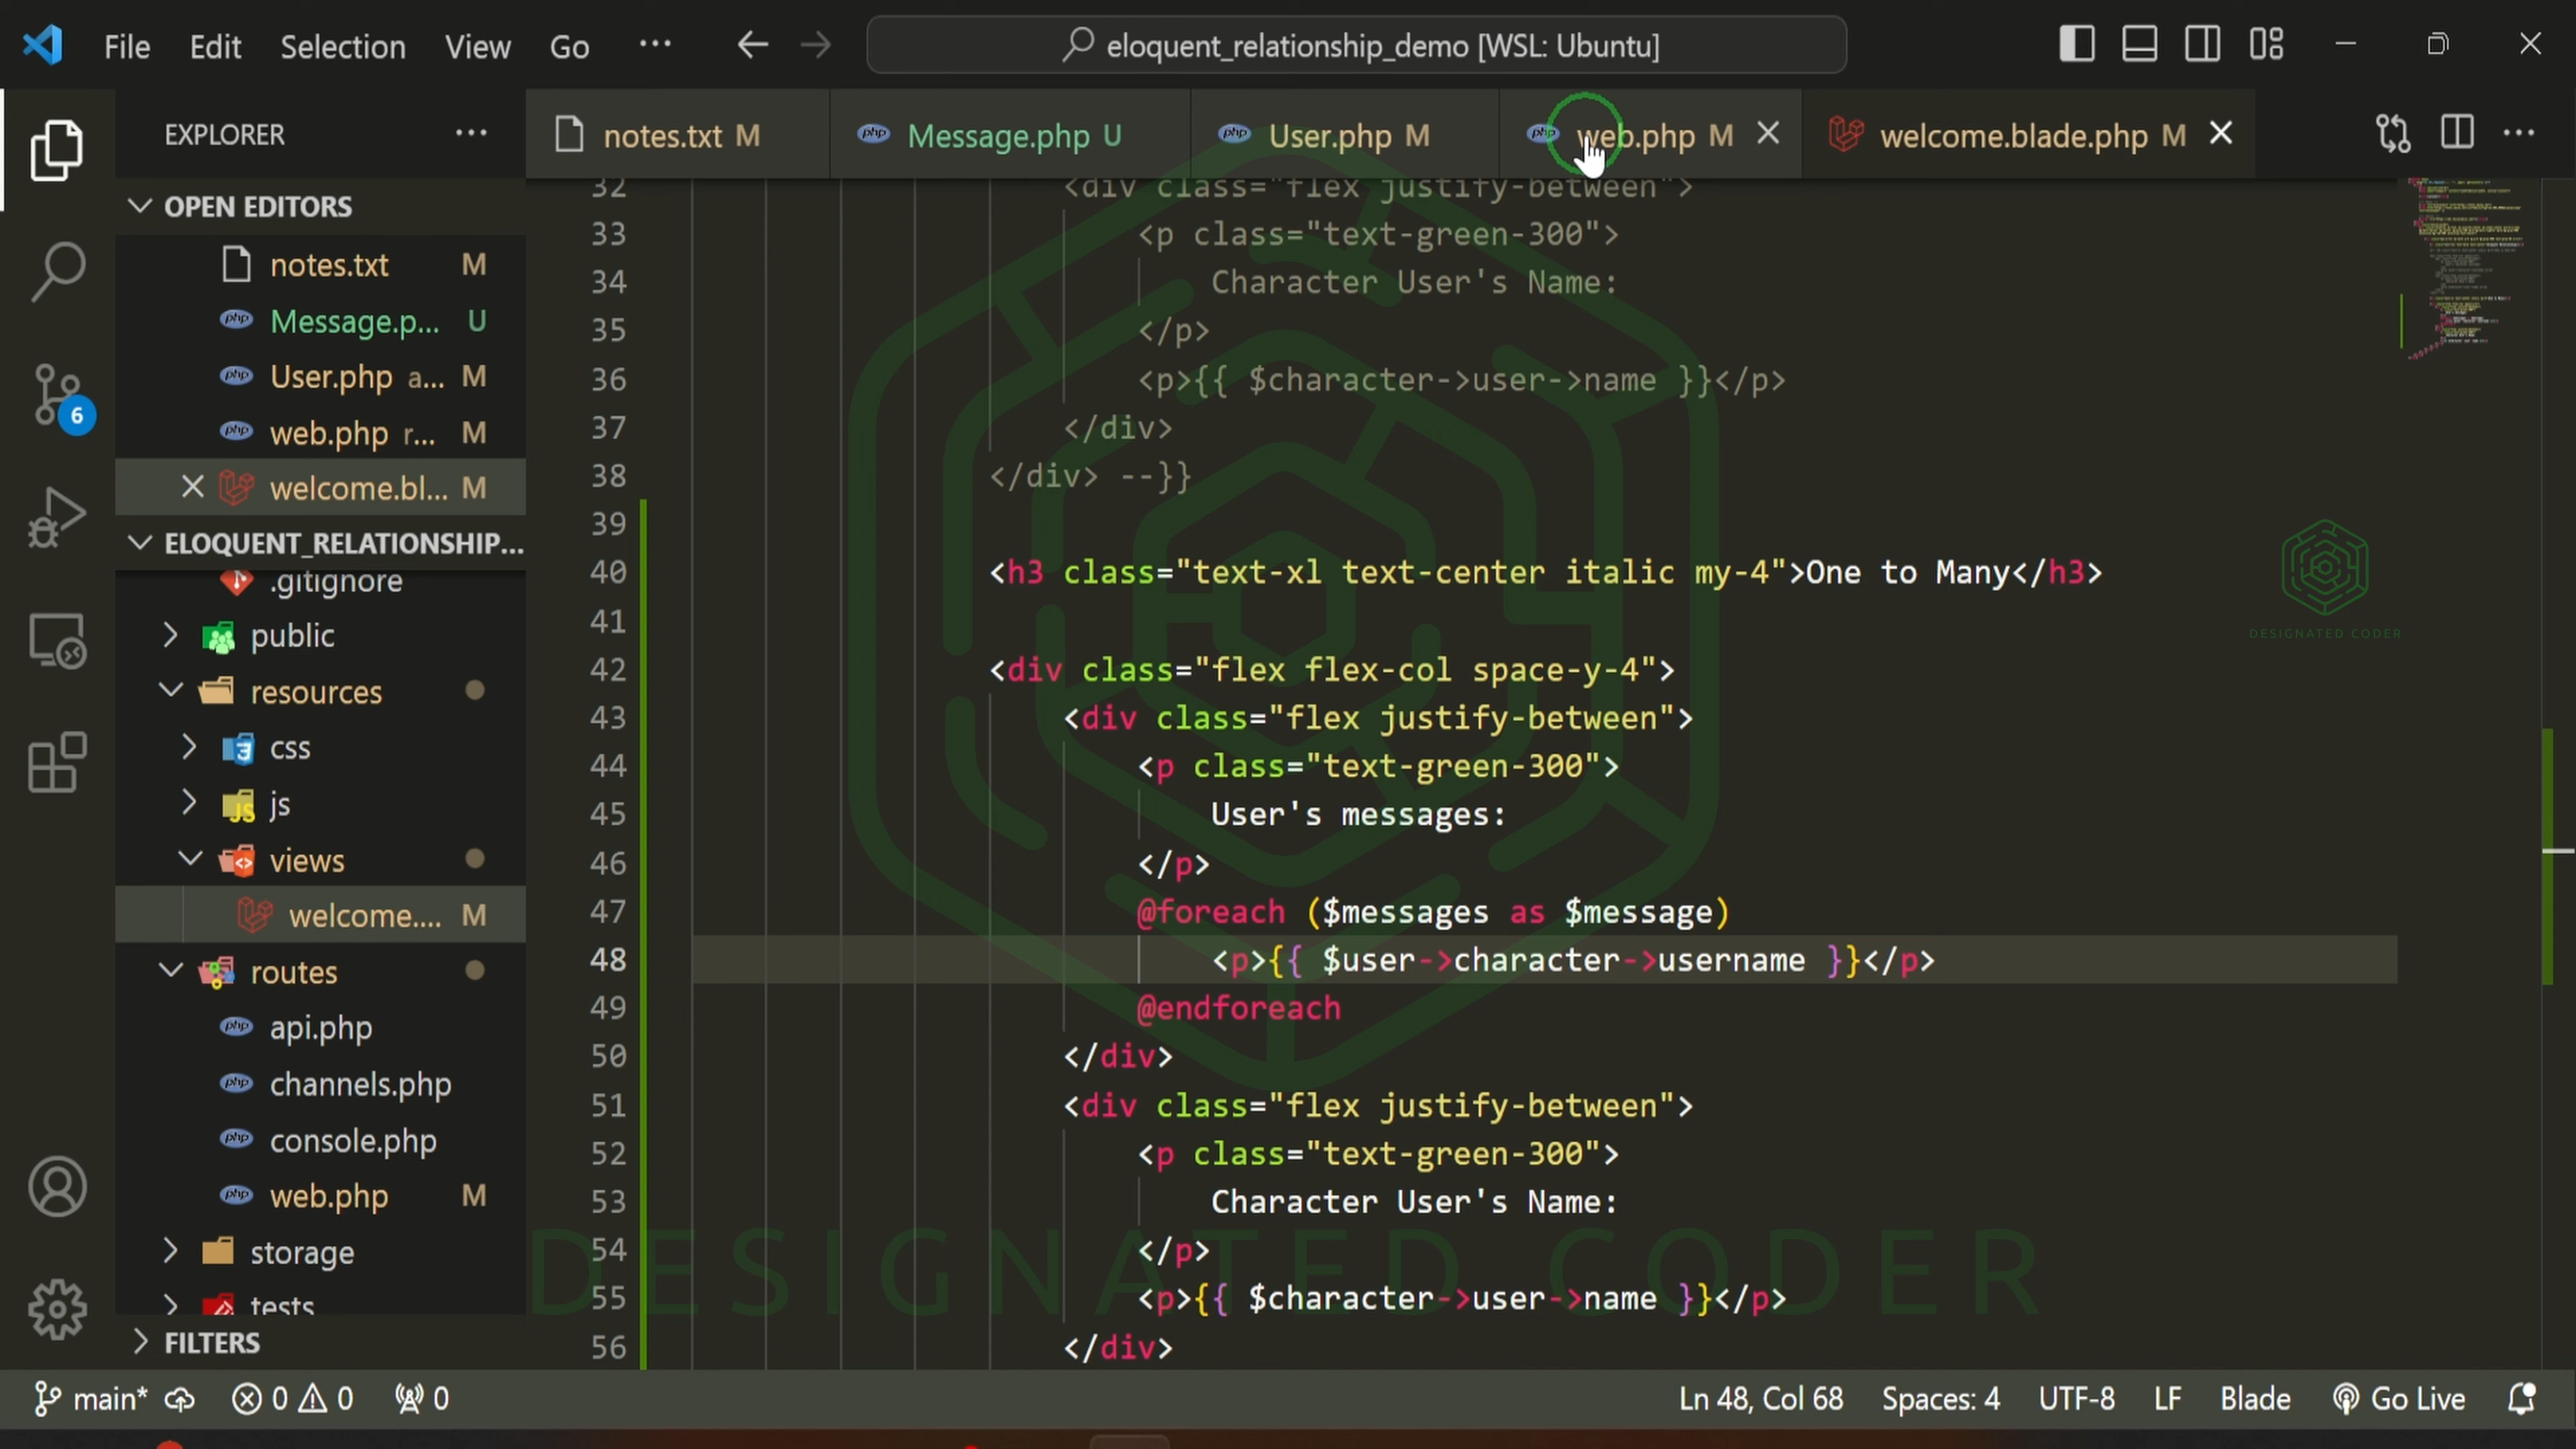 File Edit Selection View Go ··· eloquent_relationship_demo [WSL: Ubuntu]
EXPLORER ···
notes.txt M Message.php U User.php M web.php M welcome.blade.php M ···
OPEN EDITORS
notes.txt M
Message.p... U
User.php a... M
web.php r... M
welcome.bl... M
ELOQUENT_RELATIONSHIP...
.gitignore
public
resources
css
js
views
welcome.... M
routes
api.php
channels.php
console.php
web.php M
storage
tests
FILTERS
6
32 <div class="flex justify-between">
33 <p class="text-green-300">
34 Character User's Name:
35 </p>
36 <p>{{ $character->user->name }}</p>
37 </div>
38 </div> --}}
39
40 <h3 class="text-xl text-center italic my-4">One to Many</h3>
41
42 <div class="flex flex-col space-y-4">
43 <div class="flex justify-between">
44 <p class="text-green-300">
45 User's messages:
46 </p>
47 @foreach ($messages as $message)
48 <p>{{ $user->character->username }}</p>
49 @endforeach
50 </div>
51 <div class="flex justify-between">
52 <p class="text-green-300">
53 Character User's Name:
54 </p>
55 <p>{{ $character->user->name }}</p>
56 </div>
DESIGNATED CODER
DESIGNATED CODER
main* 0 0 0 Ln 48, Col 68 Spaces: 4 UTF-8 LF Blade Go Live